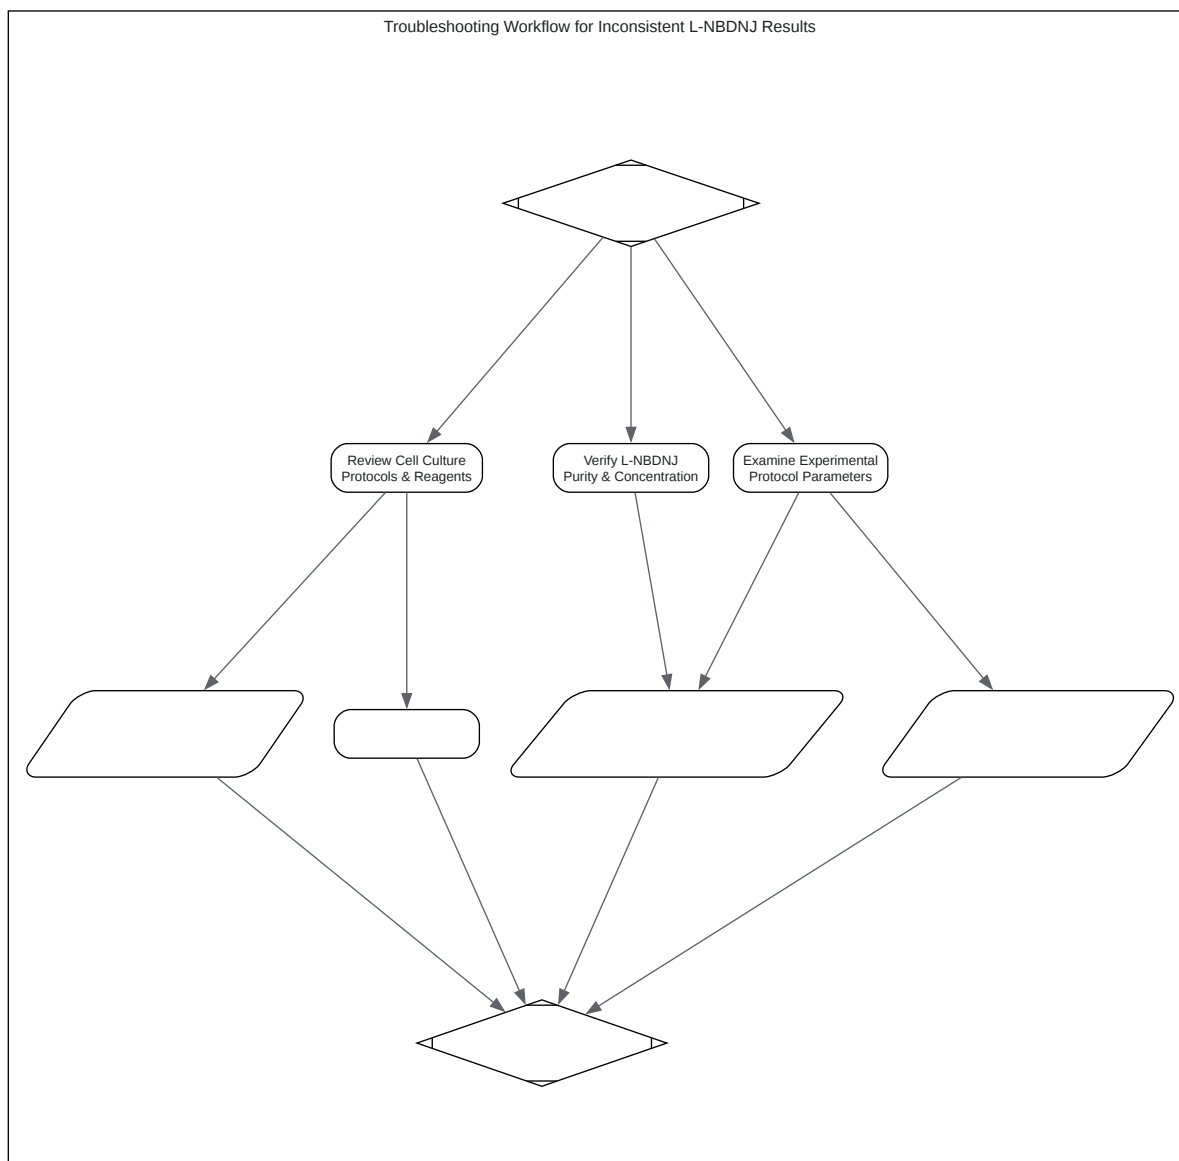 Troubleshooting Workflow for Inconsistent L-NBDNJ Results
Review Cell Culture
Protocols & Reagents
Verify L-NBDNJ
Purity & Concentration
Examine Experimental
Protocol Parameters